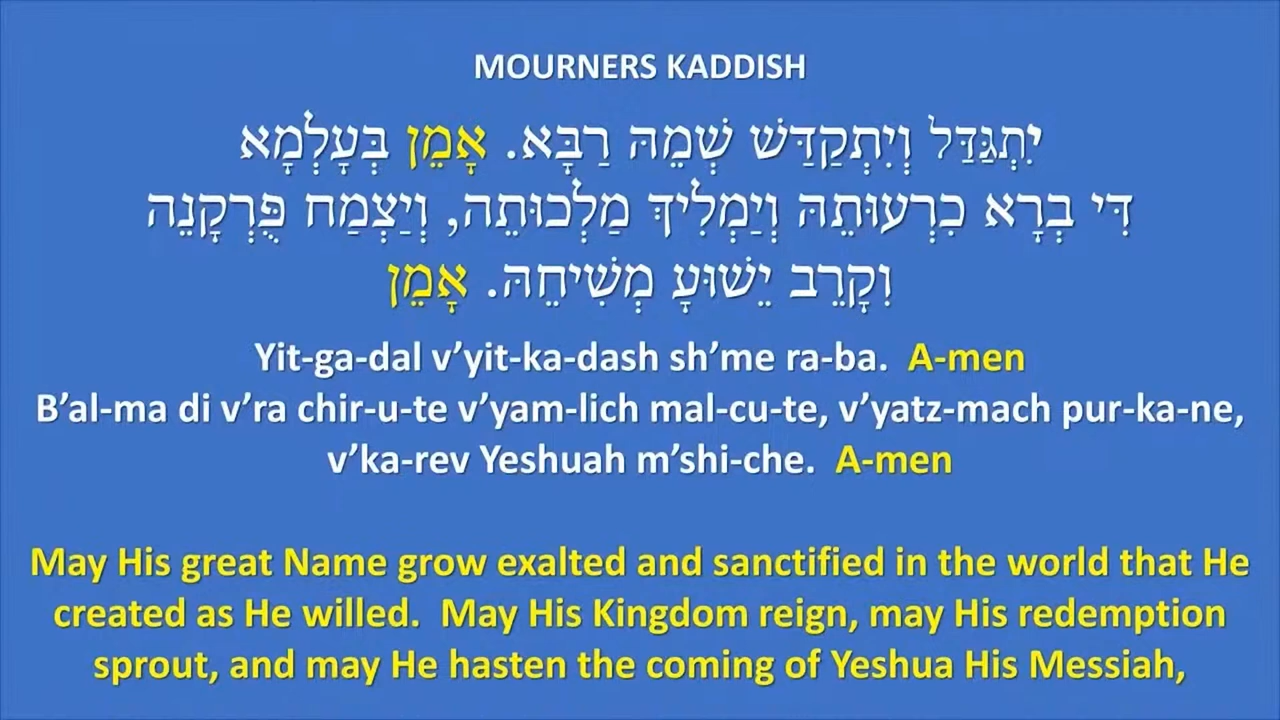 MOURNERS KADDISH
יִתְגַּדַּל וְיִתְקַדַּשׁ שְׁמֵהּ רַבָּא. אָמֵן בְּעָלְמָא
דִּי בְרָא כִרְעוּתֵהּ וְיַמְלִיךְ מַלְכוּתֵה, וְיַצְמַח פֻּרְקָנֵה
וִקָרֵב יֵשׁוּעָ מְשִׁיחֵהּ. אָמֵן
Yit-ga-dal v’yit-ka-dash sh’me ra-ba. A-men
B’al-ma di v’ra chir-u-te v’yam-lich mal-cu-te, v’yatz-mach pur-ka-ne,
v’ka-rev Yeshuah m’shi-che. A-men
May His great Name grow exalted and sanctified in the world that He
created as He willed. May His Kingdom reign, may His redemption
sprout, and may He hasten the coming of Yeshua His Messiah,